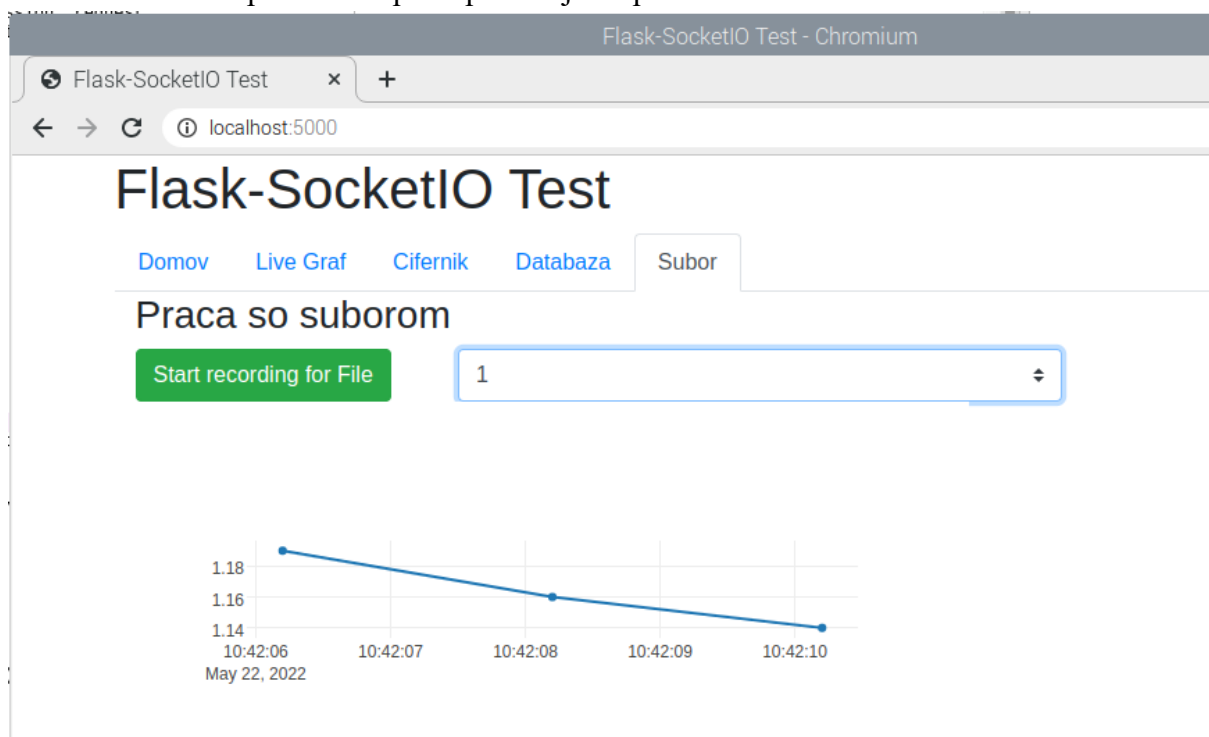 Flask-SocketIO Test - Chromium
Flask-SocketIO Test × +
localhost:5000
Flask-SocketIO Test
Domov Live Graf Cifernik Databaza Subor
Praca so suborom
Start recording for File 1
1.18
1.16
1.14
10:42:06 10:42:07 10:42:08 10:42:09 10:42:10
May 22, 2022